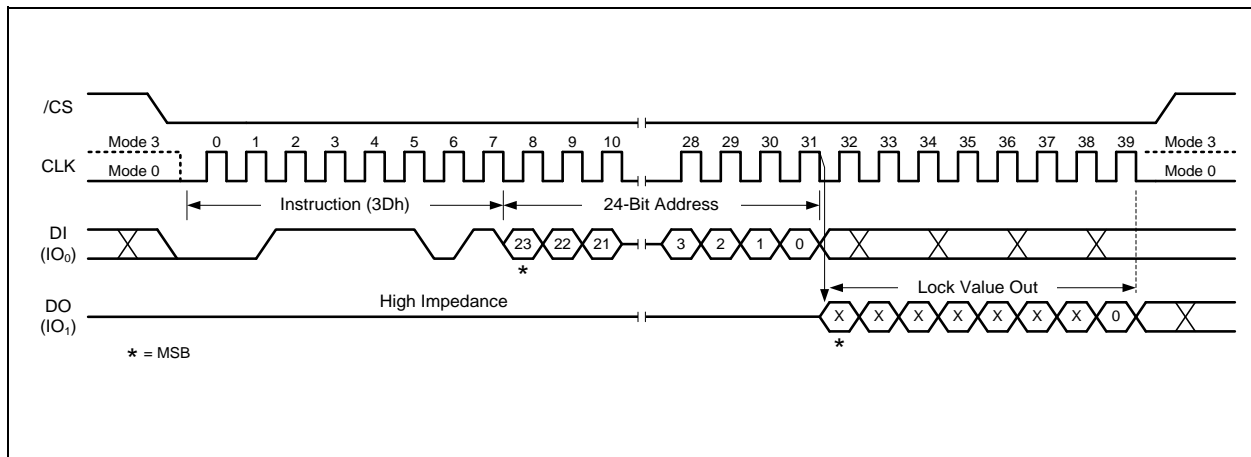 /CS
Mode 3 0 1 2 3 4 5 6 7 8 9 10 28 29 30 31 32 33 34 35 36 37 38 39 Mode 3
CLK
Mode 0 Mode 0
Instruction (3Dh) 24-Bit Address
DI
(IO₀)
23 22 21 3 2 1 0
*
Lock Value Out
High Impedance
DO
(IO₁)
X X X X X X X 0
*
* = MSB